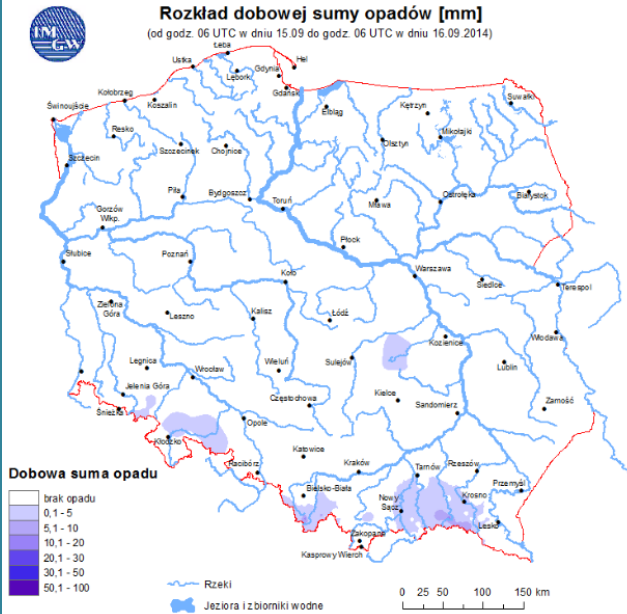 Rozkład dobowej sumy opadów [mm]
(od godz. 06 UTC w dniu 15.09 do godz. 06 UTC w dniu 16.09.2014)
IM
GW
Łeba
Ustka
Hel
Gdynia
Lębork
Gdańsk
Kołobrzeg
Koszalin
Świnoujście
Elbląg
Kętrzyn
Suwałki
Resko
Mikołajki
Szczecinek
Chojnice
Olsztyn
Szczecin
Piła
Bydgoszcz
Toruń
Mława
Ostrołęka
Białystok
Gorzów
Wlkp.
Płock
Słubice
Poznań
Warszawa
Koło
Siedlce
Terespol
Zielona
Góra
Leszno
Kalisz
Łódź
Kozienice
Włodawa
Legnica
Wrocław
Wieluń
Sulejów
Lublin
Jelenia Góra
Częstochowa
Kielce
Sandomierz
Zamość
Śnieżka
Opole
Kłodzko
Katowice
Racibórz
Kraków
Tarnów
Rzeszów
Przemyśl
Bielsko-Biała
Nowy
Sącz
Krosno
Lesko
Zakopane
Kasprowy Wierch
Dobowa suma opadu
brak opadu
0,1 - 5
5,1 - 10
10,1 - 20
20,1 - 30
30,1 - 50
50,1 - 100
Rzeki
Jeziora i zbiorniki wodne
0 25 50 100 150 km